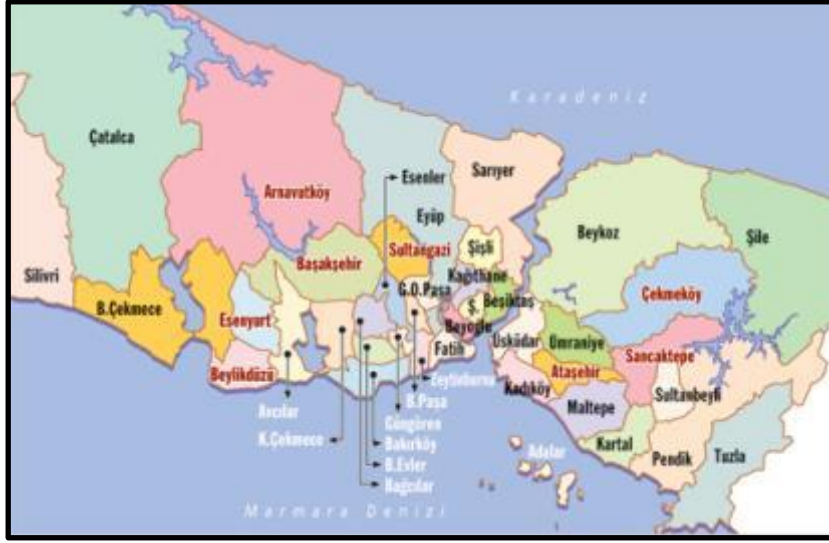 Karadeniz
Çatalca
Esenler
Sarıyer
Arnavutköy
Eyüp
Beykoz
Şile
Sultangazi
Şişli
Silivri
Başakşehir
Kağıthane
Çekmeköy
B.Çekmece
G.O.Paşa
Beşiktaş
Ş.
Esenyurt
Beyoğlu
Üsküdar
Ümraniye
Sancaktepe
Fatih
Ataşehir
Beylikdüzü
Zeytinburnu
Kadıköy
Sultanbeyli
B.Paşa
Maltepe
Avcılar
Güngören
K.Çekmece
Bakırköy
Kartal
Adalar
B.Evler
Pendik
Tuzla
Bağcılar
Marmara Denizi